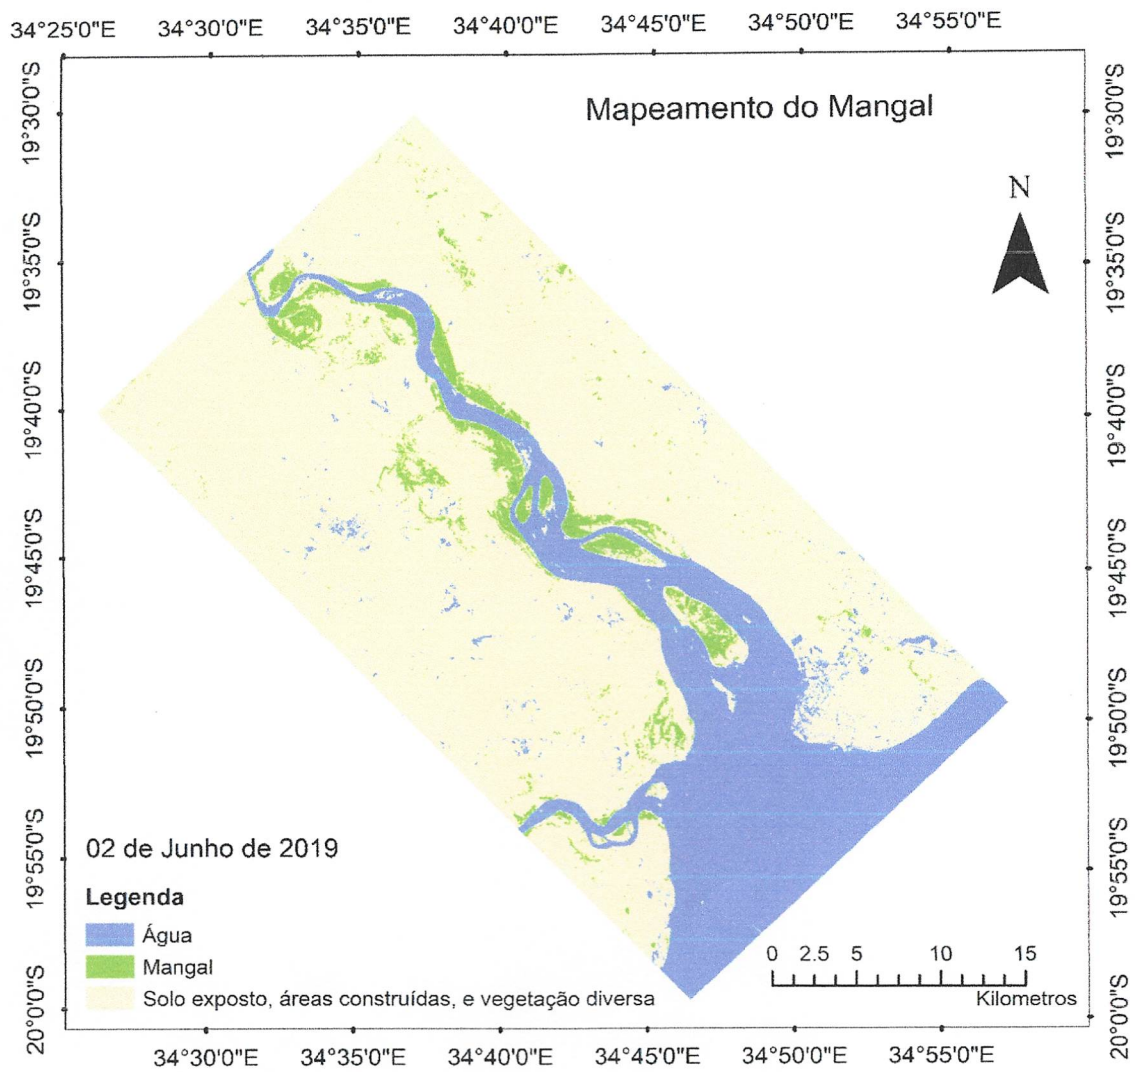 34°25'0"E 34°30'0"E 34°35'0"E 34°40'0"E 34°45'0"E 34°50'0"E 34°55'0"E
Mapeamento do Mangal
N
19°30'0"S 19°30'0"S
19°35'0"S 19°35'0"S
19°40'0"S 19°40'0"S
19°45'0"S 19°45'0"S
19°50'0"S 19°50'0"S
19°55'0"S 19°55'0"S
20°0'0"S 20°0'0"S
02 de Junho de 2019
Legenda
Água
Mangal
Solo exposto, áreas construídas, e vegetação diversa
0 2.5 5 10 15
Kilometros
34°30'0"E 34°35'0"E 34°40'0"E 34°45'0"E 34°50'0"E 34°55'0"E